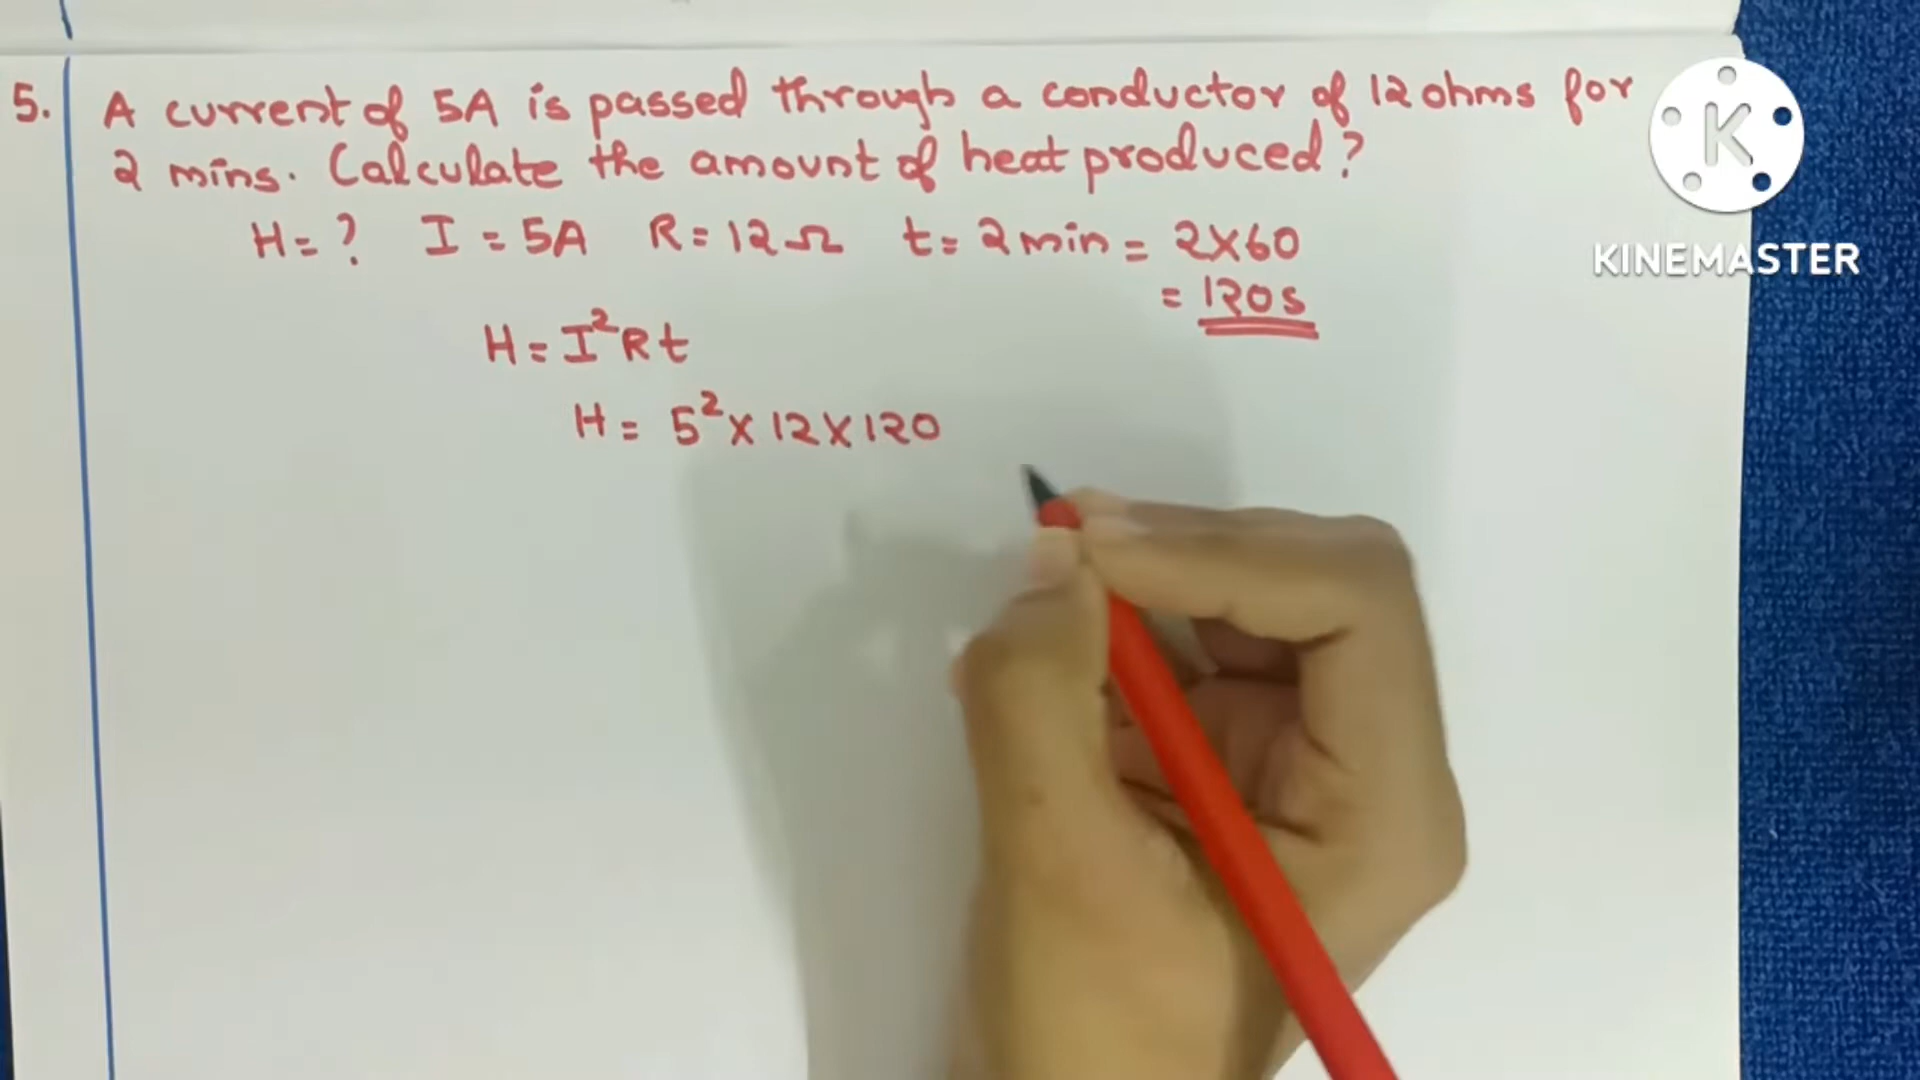 5. A current of 5A is passed through a conductor of 12 ohms for
2 mins. Calculate the amount of heat produced?
H = ? I = 5A R = 12 Ω t = 2 min = 2X60
= 120s
H = I²Rt
H = 5² X 12 X 120
K
KINEMASTER